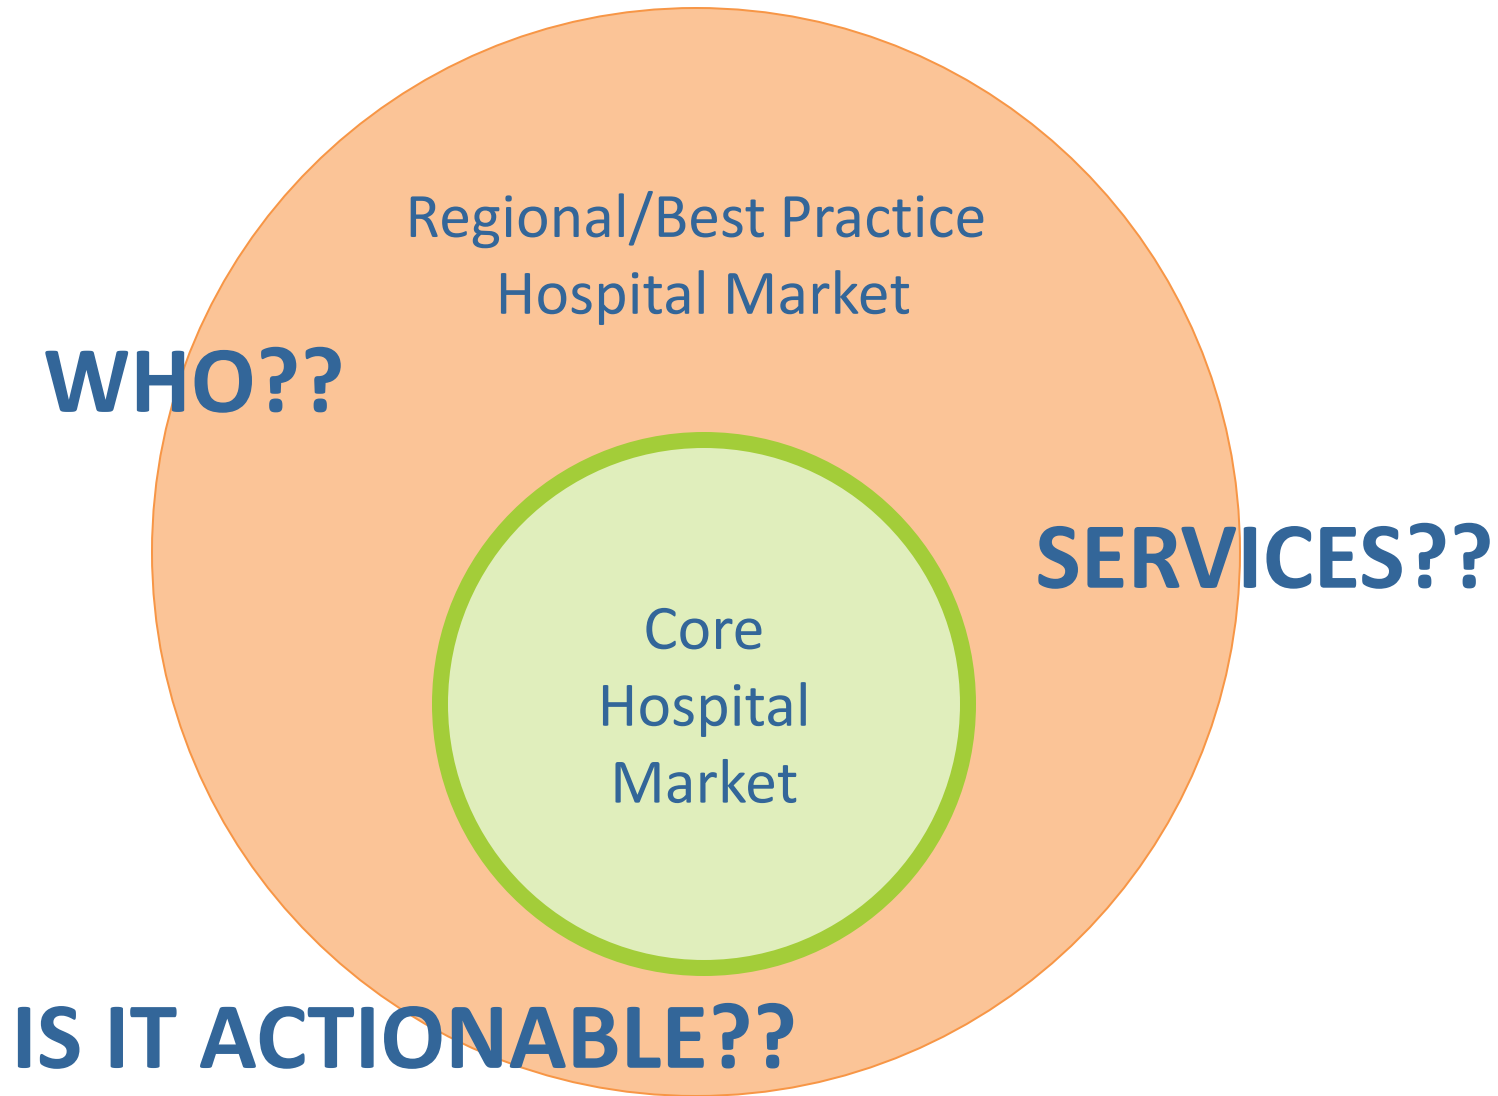 Regional/Best Practice
Hospital Market
WHO??
SERVICES??
Core
Hospital
Market
IS IT ACTIONABLE??